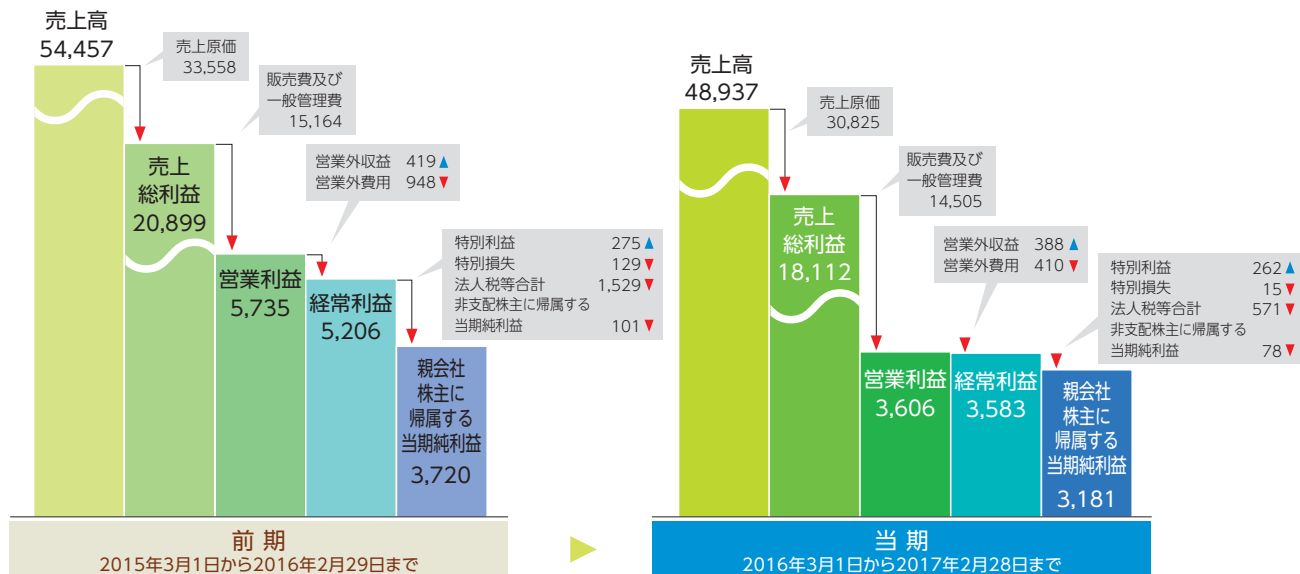 売上高
54,457
売上原価
33,558
販売費及び
一般管理費
15,164
売上
総利益
20,899
営業外収益 419▲
営業外費用 948▼
営業利益
5,735
特別利益 275▲
特別損失 129▼
法人税等合計 1,529▼
非支配株主に帰属する
当期純利益 101▼
経常利益
5,206
親会社
株主に
帰属する
当期純利益
3,720
前 期
2015年3月1日から2016年2月29日まで
売上高
48,937
売上原価
30,825
販売費及び
一般管理費
14,505
売上
総利益
18,112
営業外収益 388▲
営業外費用 410▼
特別利益 262▲
特別損失 15▼
法人税等合計 571▼
非支配株主に帰属する
当期純利益 78▼
営業利益
3,606
経常利益
3,583
親会社
株主に
帰属する
当期純利益
3,181
当 期
2016年3月1日から2017年2月28日まで